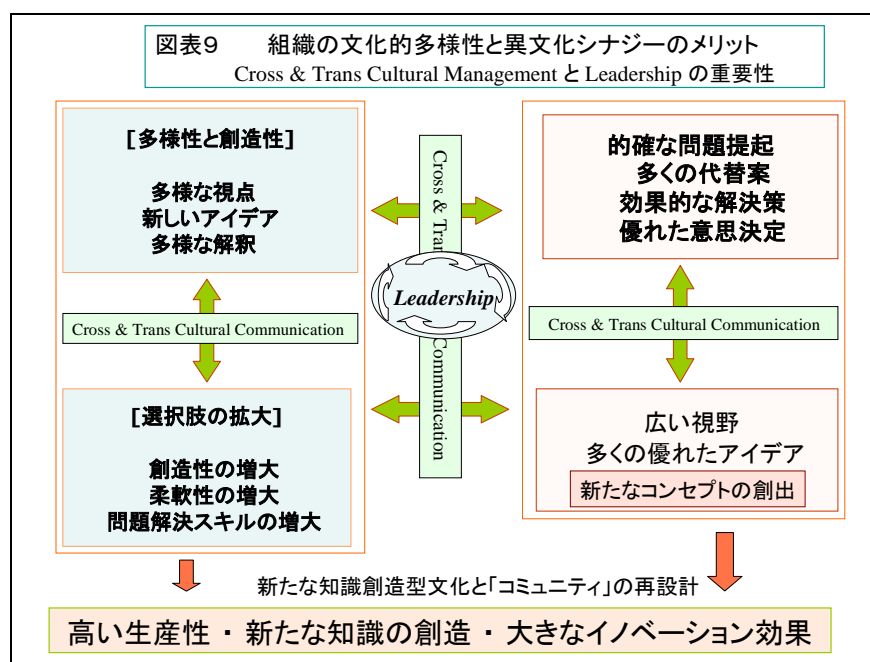 図表９ 組織の文化的多様性と異文化シナジーのメリット
Cross & Trans Cultural Management と Leadership の重要性
[多様性と創造性]
多様な視点
新しいアイデア
多様な解釈
Cross & Trans Cultural Communication
[選択肢の拡大]
創造性の増大
柔軟性の増大
問題解決スキルの増大
Cross & Tran
Leadership
Communication
的確な問題提起
多くの代替案
効果的な解決策
優れた意思決定
Cross & Trans Cultural Communication
広い視野
多くの優れたアイデア
新たなコンセプトの創出
新たな知識創造型文化と｢コミュニティ｣の再設計
高い生産性 ・ 新たな知識の創造 ・ 大きなイノベーション効果